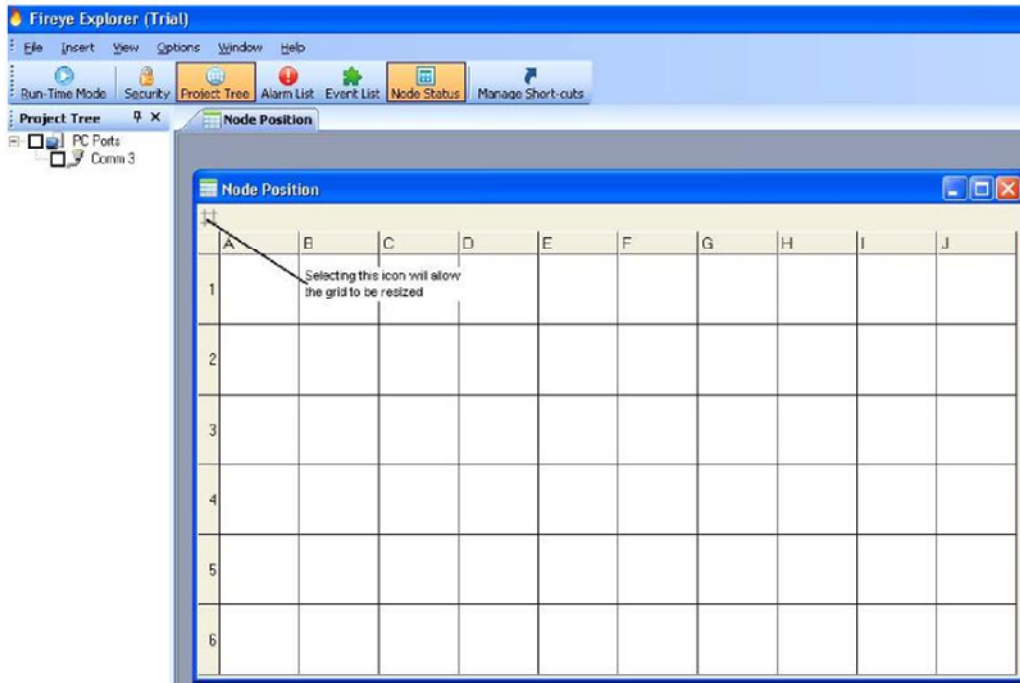 Fireye Explorer (Trial)
File Insert View Options Window Help
Run-Time Mode Security Project Tree Alarm List Event List Node Status Manage Short-cuts
Project Tree
Node Position
PC Ports
Comm 3
Node Position
A B C D E F G H I J
Selecting this icon will allow
the grid to be resized
1
2
3
4
5
6